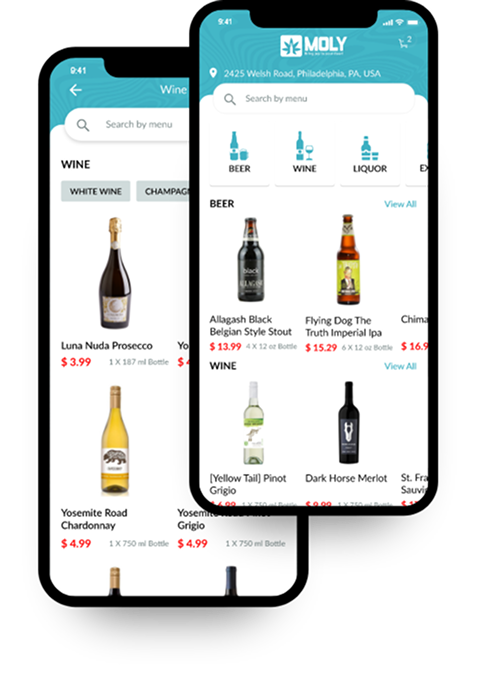 9:41
Wine
Search by menu
WINE
WHITE WINE
Luna Nuda Prosecco
$ 3.99 1 X 187 ml Bottle
Yosemite Road
Chardonnay
$ 4.99 1 X 750 ml Bottle
Grigio
$ 4.99 1 X 750 ml Bottle
9:41
MOLY
2
2425 Welsh Road, Philadelphia, PA. USA
Search by menu
BEER
WINE
LIQUOR
BEER
View All
black
ALLAGASH
Allagash Black
Belgian Style Stout
$ 13.99 4 X 12 oz Bottle
Flying Dog The
Truth Imperial Ipa
$ 15.29 6 X 12 oz Bottle
Chima
$ 16.9
WINE
View All
[Yellow Tail] Pinot
Grigio
Dark Horse Merlot
St. Fra
Sauvi